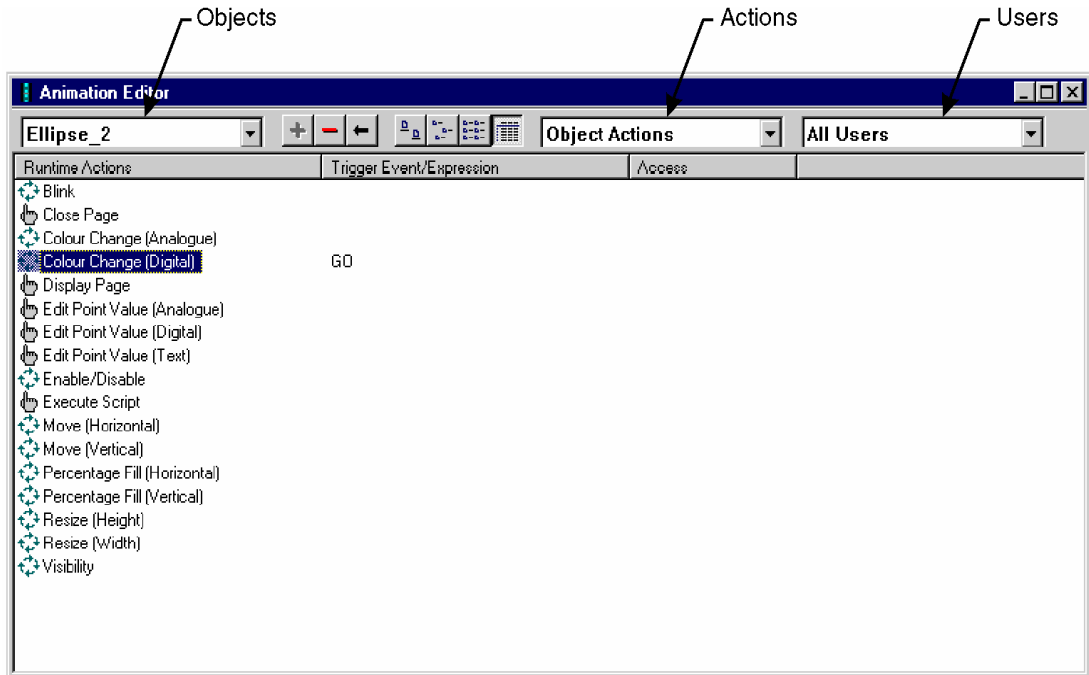 Objects Actions Users
Animation Editor
Ellipse_2 Object Actions All Users
Runtime Actions Trigger Event/Expression Access
Blink
Close Page
Colour Change (Analogue)
Colour Change (Digital) GO
Display Page
Edit Point Value (Analogue)
Edit Point Value (Digital)
Edit Point Value (Text)
Enable/Disable
Execute Script
Move (Horizontal)
Move (Vertical)
Percentage Fill (Horizontal)
Percentage Fill (Vertical)
Resize (Height)
Resize (Width)
Visibility